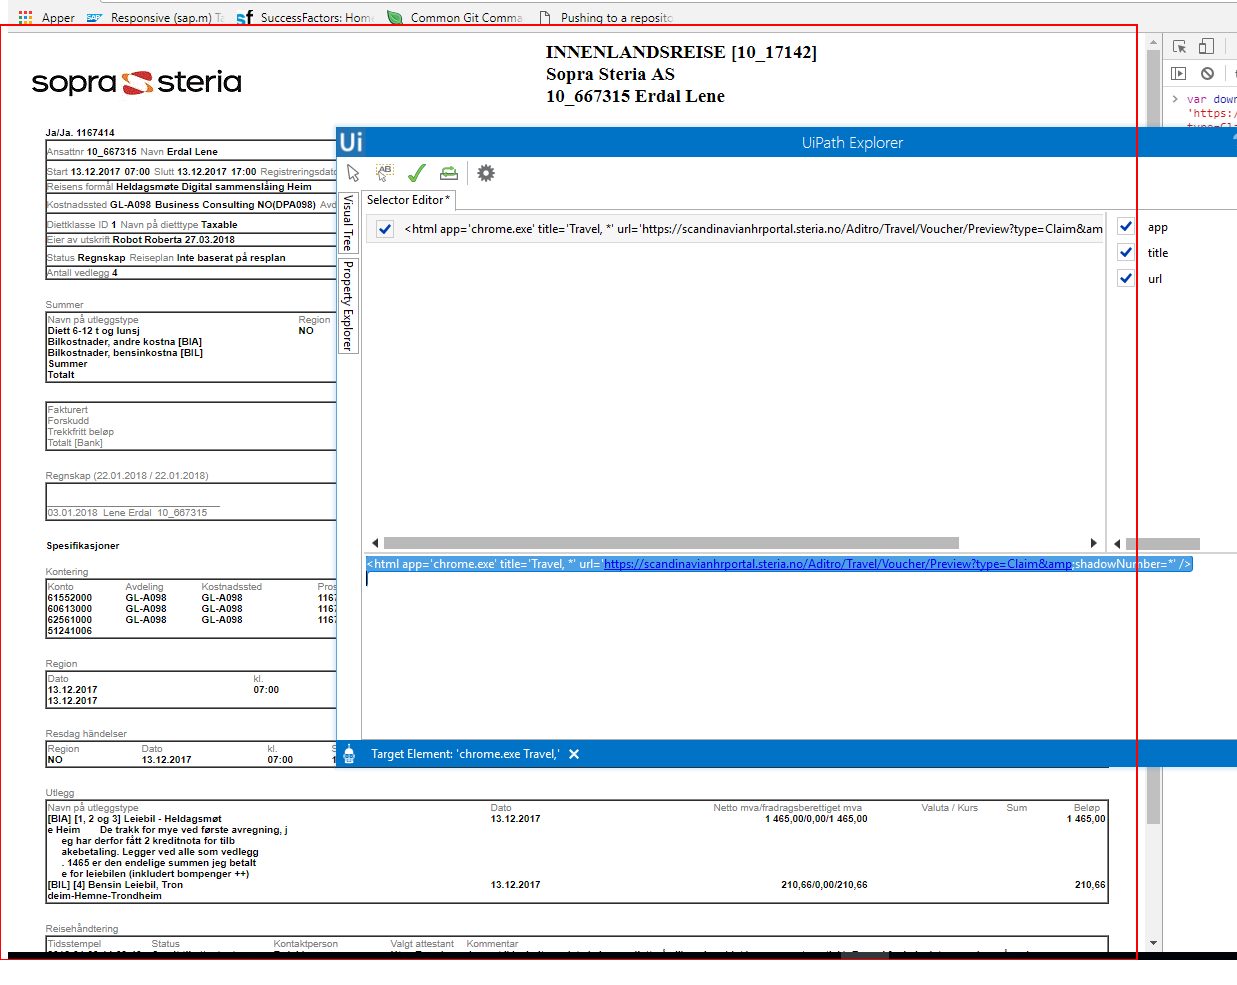 Apper Responsive (sap.m) Ta SuccessFactors: Home Common Git Comma Pushing to a reposito
INNENLANDSREISE [10_17142]
Sopra Steria AS
10_667315 Erdal Lene
sopra steria
var down
'https:/
Ja/Ja. 1167414
Ansattnr 10_667315 Navn Erdal Lene
Start 13.12.2017 07:00 Slutt 13.12.2017 17:00 Registreringsdato
Reisens formål Heldagsmøte Digital sammenslåing Heim
Kostnadssted GL-A098 Business Consulting NO(DPA098) Avd
Diettklasse ID 1 Navn på dietttype Taxable
Eier av utskrift Robot Roberta 27.03.2018
Status Regnskap Reiseplan Inte baserat på resplan
Antall vedlegg 4
Summer
Navn på utleggstype Region
Diett 6-12 t og lunsj NO
Bilkostnader, andre kostna [BIA]
Bilkostnader, bensinkostna [BIL]
Summer
Totalt
Fakturert
Forskudd
Trekkfritt beløp
Totalt [Bank]
Regnskap (22.01.2018 / 22.01.2018)
03.01.2018 Lene Erdal 10_667315
Spesifikasjoner
Kontering
Konto Avdeling Kostnadssted Pros
61552000 GL-A098 GL-A098 1167
60613000 GL-A098 GL-A098 1167
62561000 GL-A098 GL-A098 1167
51241006
Region
Dato kl.
13.12.2017 07:00
13.12.2017
Resdag händelser
Region Dato kl. S
NO 13.12.2017 07:00 1
Ui UiPath Explorer
Visual Tree
Property Explorer
Selector Editor*
<html app='chrome.exe' title='Travel, *' url='https://scandinavianhrportal.steria.no/Aditro/Travel/Voucher/Preview?type=Claim&am
app
title
url
<html app='chrome.exe' title='Travel, *' url='https://scandinavianhrportal.steria.no/Aditro/Travel/Voucher/Preview?type=Claim&amp;shadowNumber=*' />
Target Element: 'chrome.exe Travel,'
Utlegg
Navn på utleggstype Dato Netto mva/fradragsberettiget mva Valuta / Kurs Sum Beløp
[BIA] [1, 2 og 3] Leiebil - Heldagsmøt 13.12.2017 1 465,00/0,00/1 465,00 1 465,00
e Heim De trakk for mye ved første avregning, j
eg har derfor fått 2 kreditnota for tilb
akebetaling. Legger ved alle som vedlegg
. 1465 er den endelige summen jeg betalt
e for leiebilen (inkludert bompenger ++)
[BIL] [4] Bensin Leiebil, Tron 13.12.2017 210,66/0,00/210,66 210,66
deim-Hemne-Trondheim
Reisehåndtering
Tidsstempel Status Kontaktperson Valgt attestant Kommentar